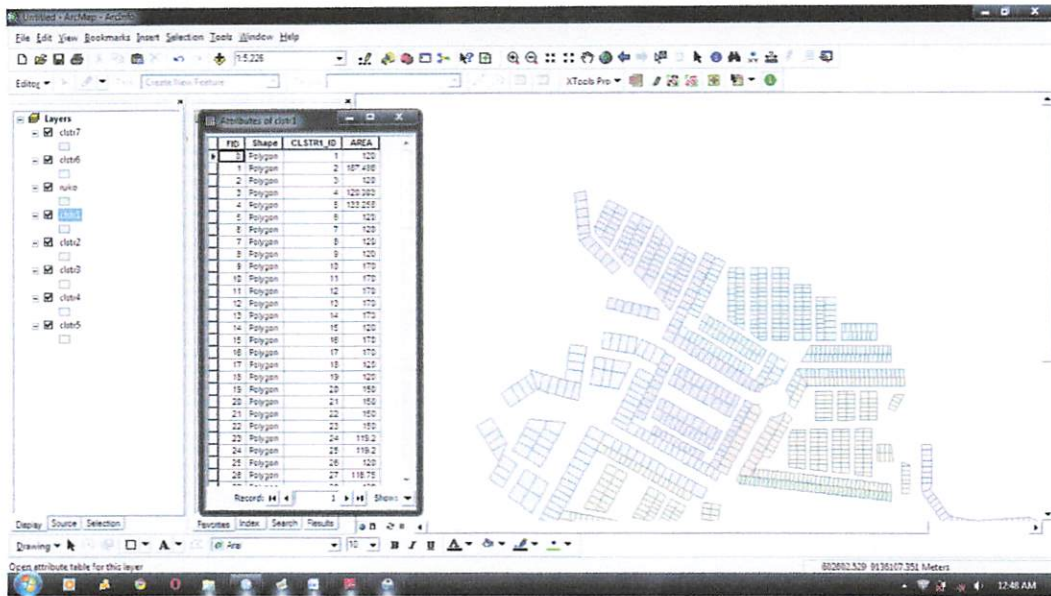 Untitled - ArcMap - ArcInfo
File Edit View Bookmarks Insert Selection Tools Window Help
1:5,226
Editor
Create New Feature
XTools Pro
Layers
clstr7
clstr6
ruko
clstr1
clstr2
clstr3
clstr4
clstr5
Display Source Selection
Attributes of clstr1
FID Shape CLSTR1_ID AREA
0 Polygon 1 120
1 Polygon 2
2 Polygon 3 120
3 Polygon 4
4 Polygon 5
5 Polygon 6 120
6 Polygon 7 120
7 Polygon 8 120
8 Polygon 9 120
9 Polygon 10 170
10 Polygon 11 170
11 Polygon 12 170
12 Polygon 13 170
13 Polygon 14 170
14 Polygon 15 120
15 Polygon 16 170
16 Polygon 17 170
17 Polygon 18 120
18 Polygon 19 120
19 Polygon 20 150
20 Polygon 21 150
21 Polygon 22 150
22 Polygon 23 150
23 Polygon 24 119.2
24 Polygon 25 119.2
25 Polygon 26 120
26 Polygon 27 118.75
Record: 1 Show:
Favorites Index Search Results
Drawing A Arial 10 B I U A
Open attribute table for this layer
602602.529 9136107.351 Meters
12:48 AM